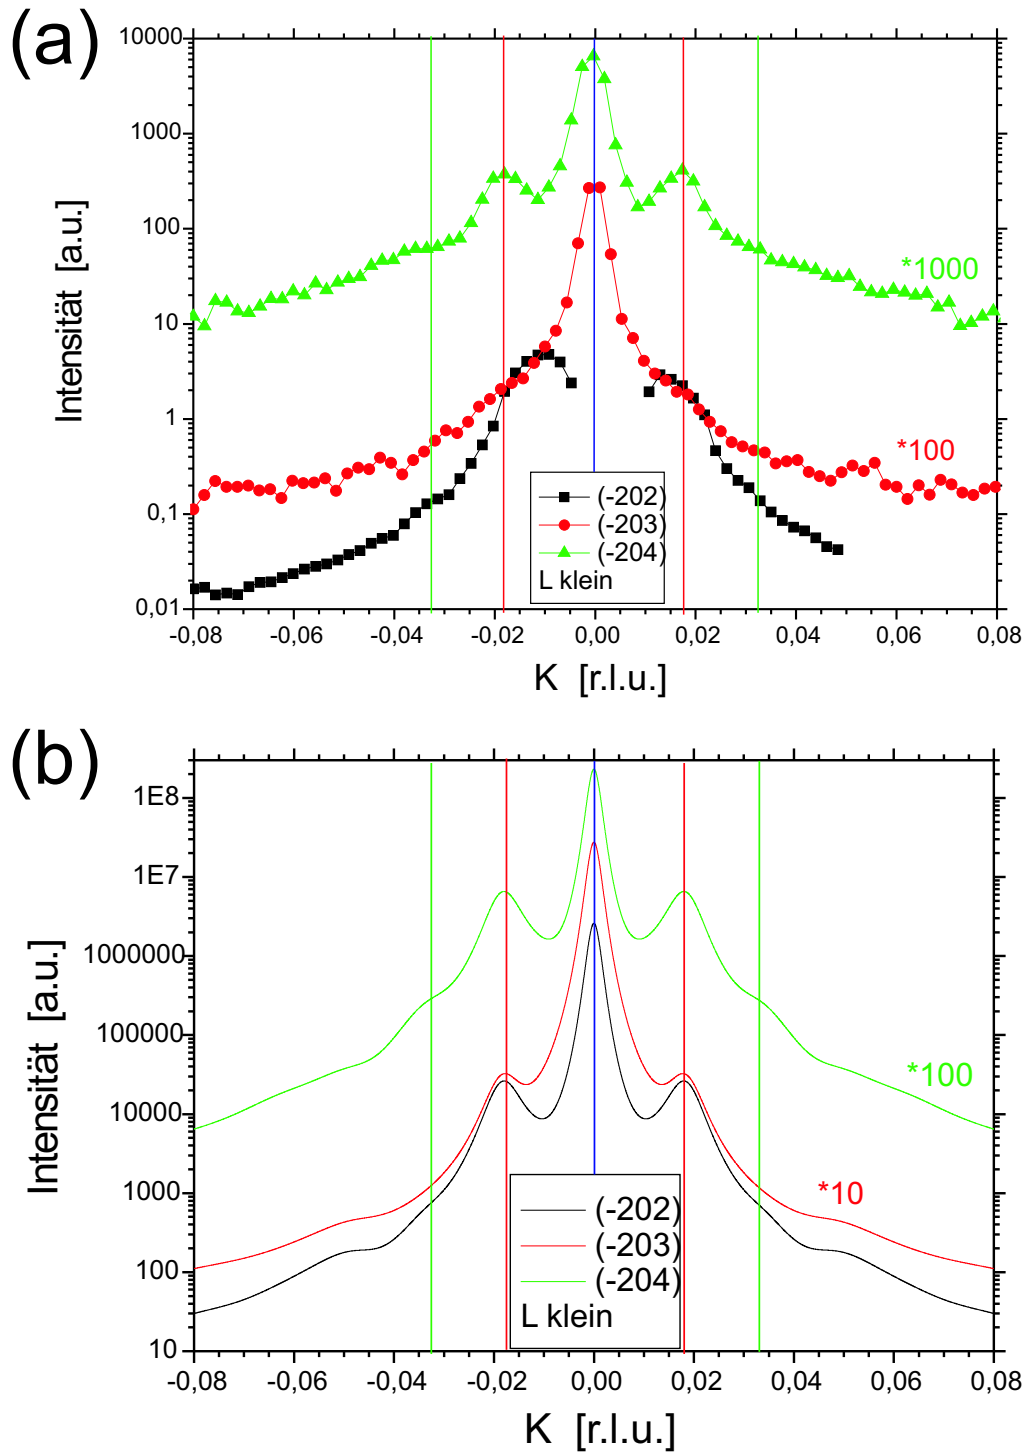 (a)
10000
1000
100
10
1
0,1
0,01
Intensität [a.u.]
*1000
*100
(-202)
(-203)
(-204)
L klein
-0,08 -0,06 -0,04 -0,02 0,00 0,02 0,04 0,06 0,08
K [r.l.u.]
(b)
1E8
1E7
1000000
100000
10000
1000
100
10
Intensität [a.u.]
*100
*10
(-202)
(-203)
(-204)
L klein
-0,08 -0,06 -0,04 -0,02 0,00 0,02 0,04 0,06 0,08
K [r.l.u.]